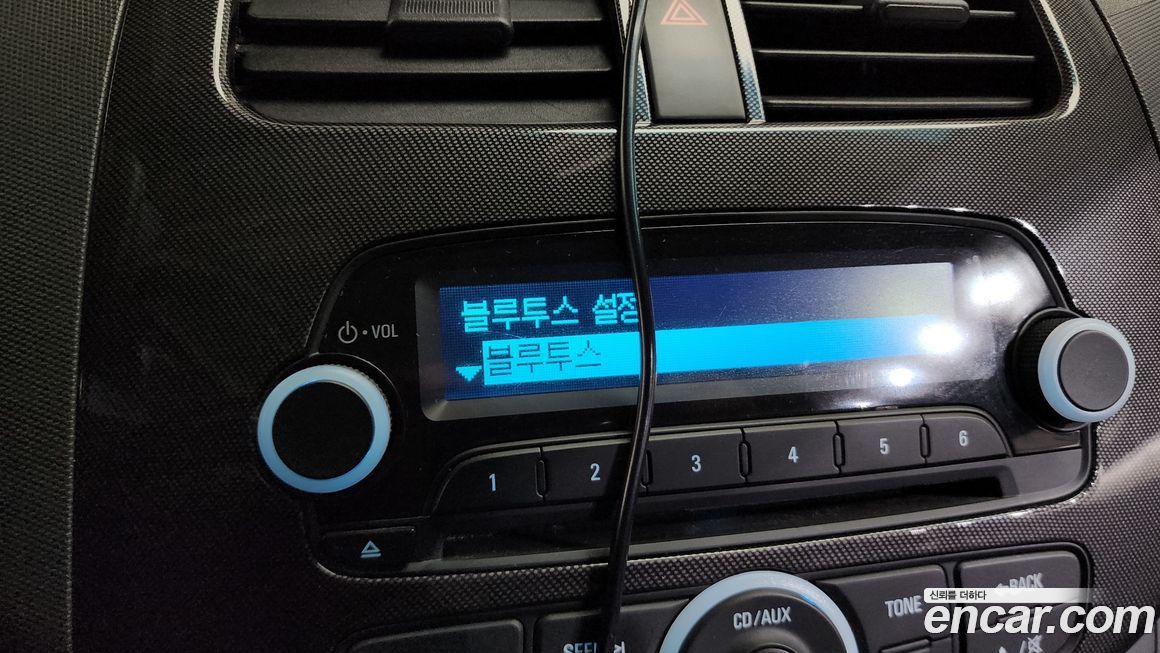 VOL
블루투스 설정
블루투스
1 2 3 4 5 6
BACK
TONE
CD/AUX
신뢰를 더하다
encar.com